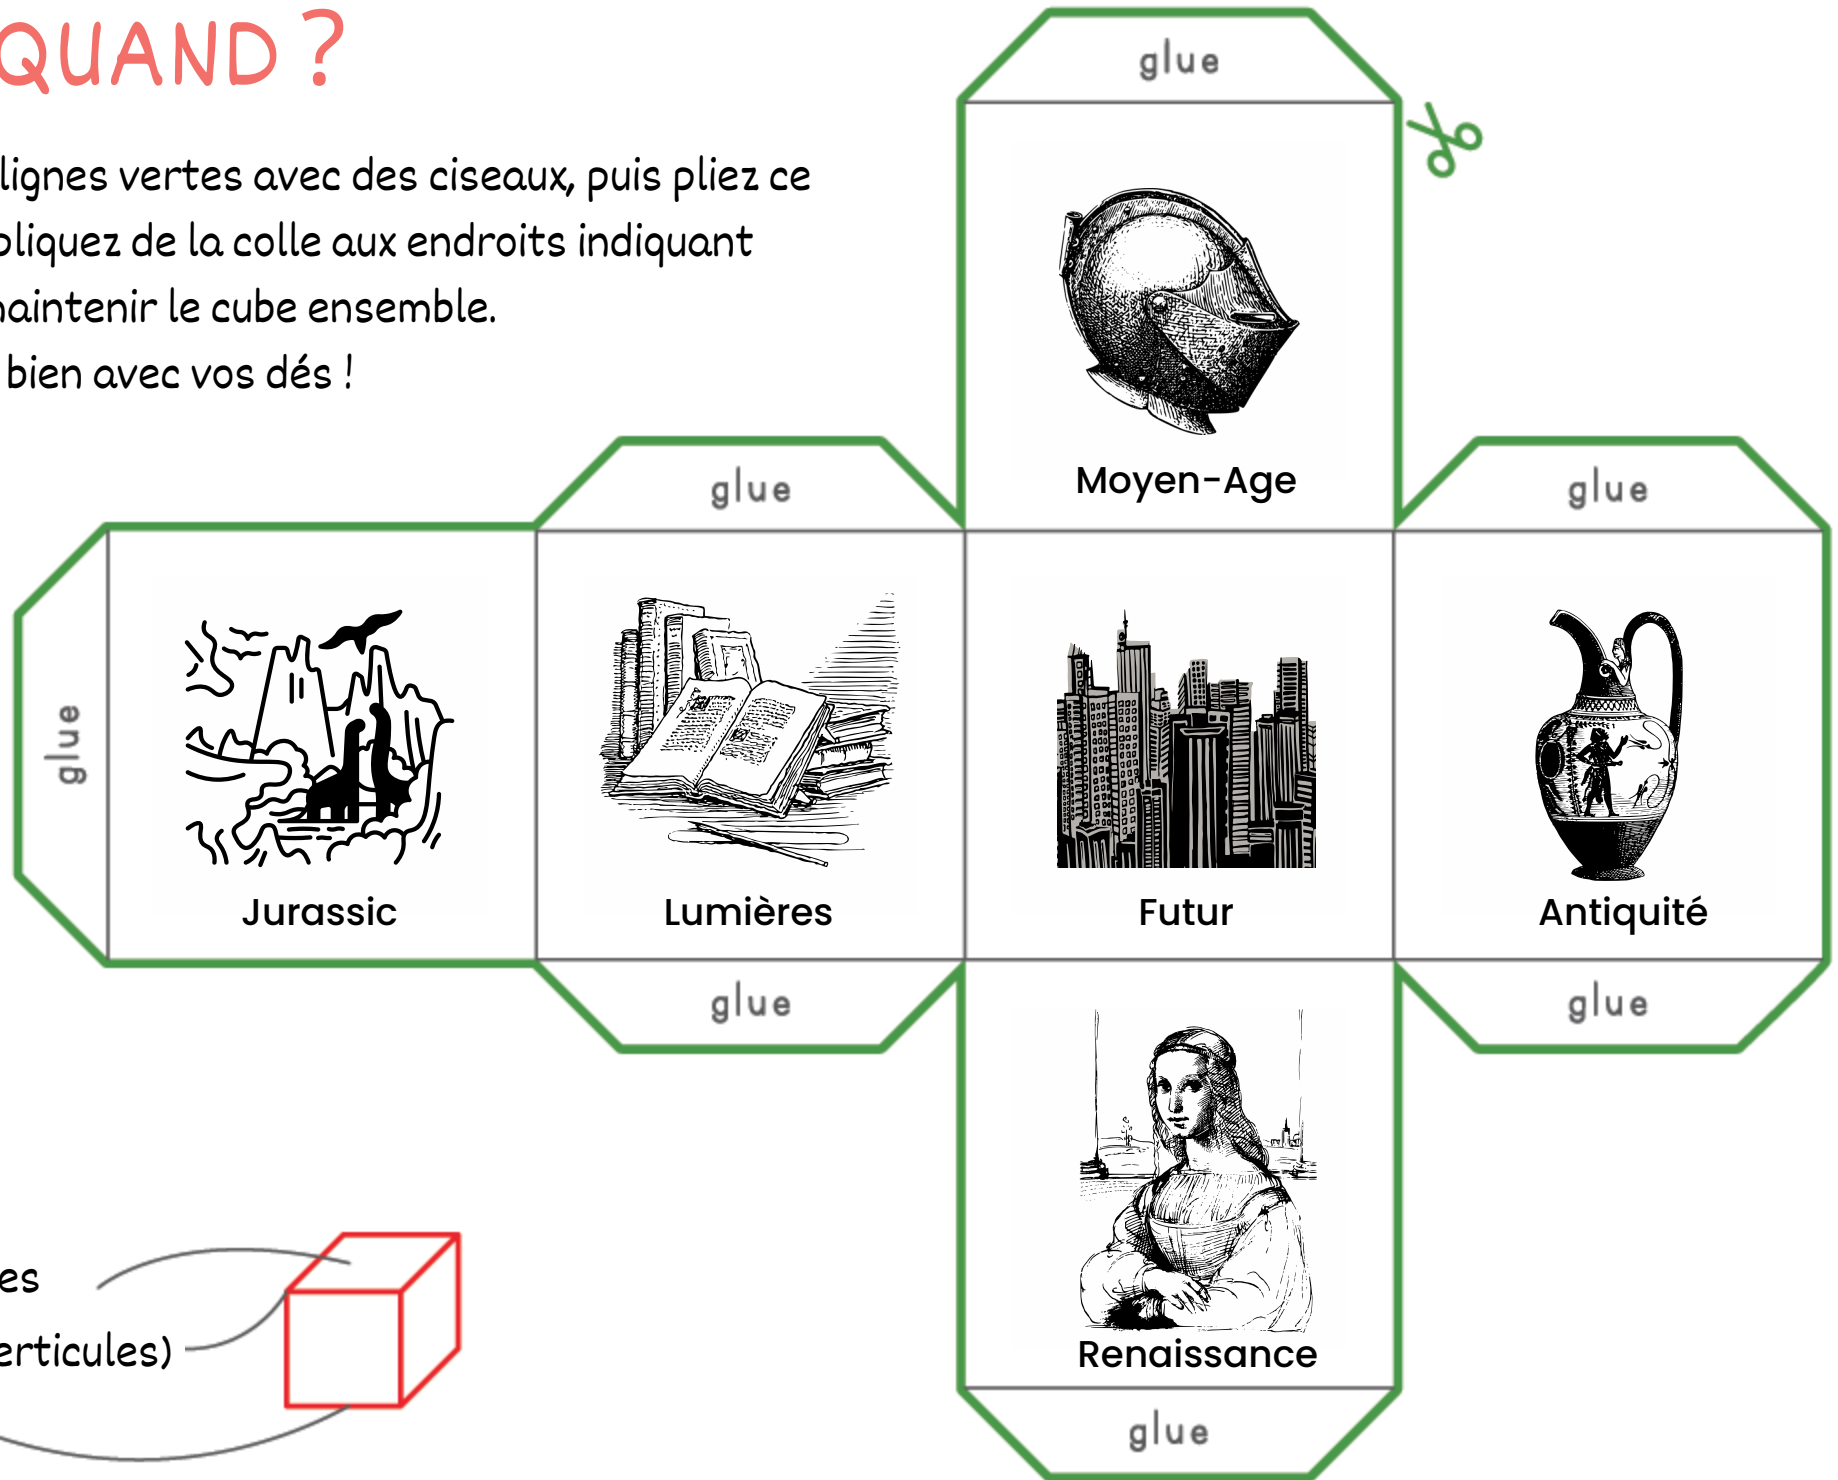 QUAND ?
lignes vertes avec des ciseaux, puis pliez ce
pliquez de la colle aux endroits indiquant
maintenir le cube ensemble.
bien avec vos dés !
glue
Moyen-Age
glue
glue
glue
Jurassic
Lumières
Futur
Antiquité
glue
glue
Renaissance
glue
es
erticules)